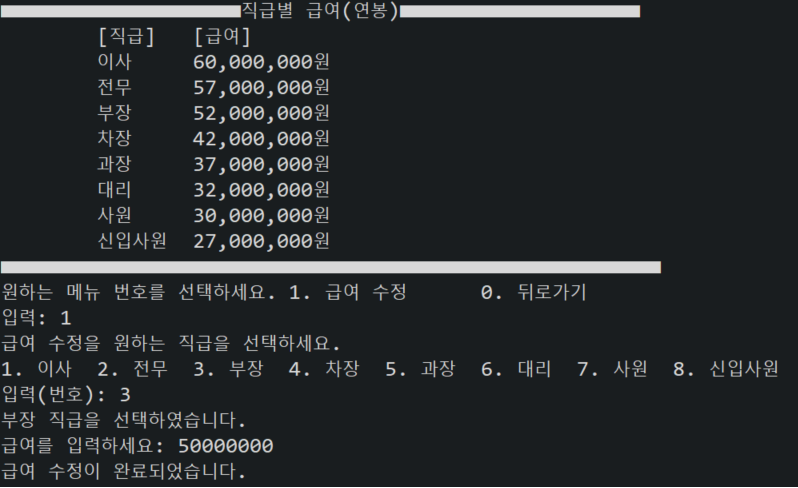 직급별 급여(연봉)
[직급] [급여]
이사 60,000,000원
전무 57,000,000원
부장 52,000,000원
차장 42,000,000원
과장 37,000,000원
대리 32,000,000원
사원 30,000,000원
신입사원 27,000,000원
원하는 메뉴 번호를 선택하세요. 1. 급여 수정 0. 뒤로가기
입력: 1
급여 수정을 원하는 직급을 선택하세요.
1. 이사 2. 전무 3. 부장 4. 차장 5. 과장 6. 대리 7. 사원 8. 신입사원
입력(번호): 3
부장 직급을 선택하였습니다.
급여를 입력하세요: 50000000
급여 수정이 완료되었습니다.